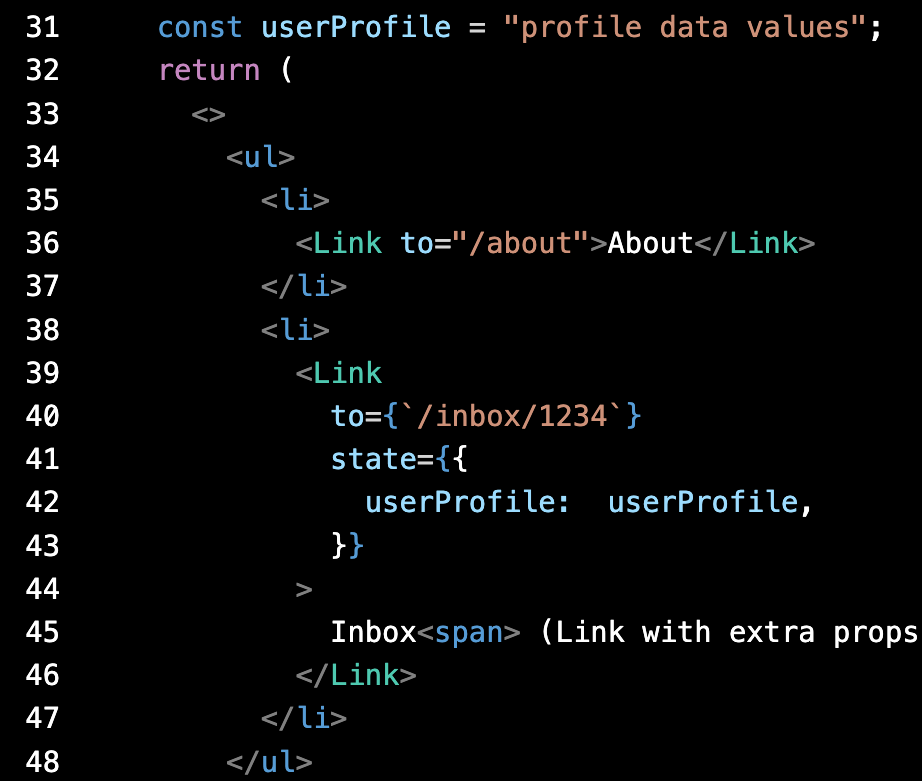 31 const userProfile = "profile data values";
32 return (
33 <>
34 <ul>
35 <li>
36 <Link to="/about">About</Link>
37 </li>
38 <li>
39 <Link
40 to={`/inbox/1234`}
41 state={{
42 userProfile:  userProfile,
43 }}
44 >
45 Inbox<span> (Link with extra props
46 </Link>
47 </li>
48 </ul>